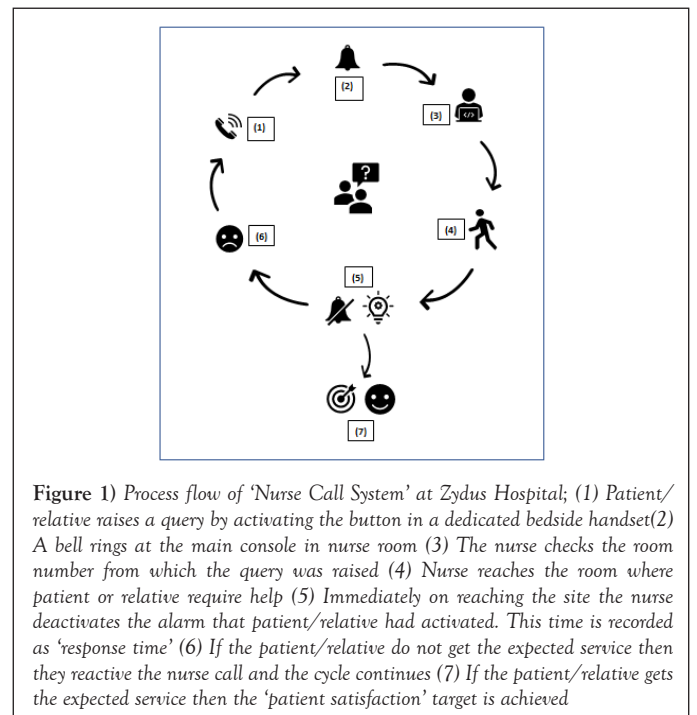 (2)
(3)
(1)
?
</>
(4)
(6)
(5)
(7)
Figure 1) Process flow of ‘Nurse Call System’ at Zydus Hospital; (1) Patient/
relative raises a query by activating the button in a dedicated bedside handset(2)
A bell rings at the main console in nurse room (3) The nurse checks the room
number from which the query was raised (4) Nurse reaches the room where
patient or relative require help (5) Immediately on reaching the site the nurse
deactivates the alarm that patient/relative had activated. This time is recorded
as ‘response time’ (6) If the patient/relative do not get the expected service then
they reactive the nurse call and the cycle continues (7) If the patient/relative gets
the expected service then the ‘patient satisfaction’ target is achieved